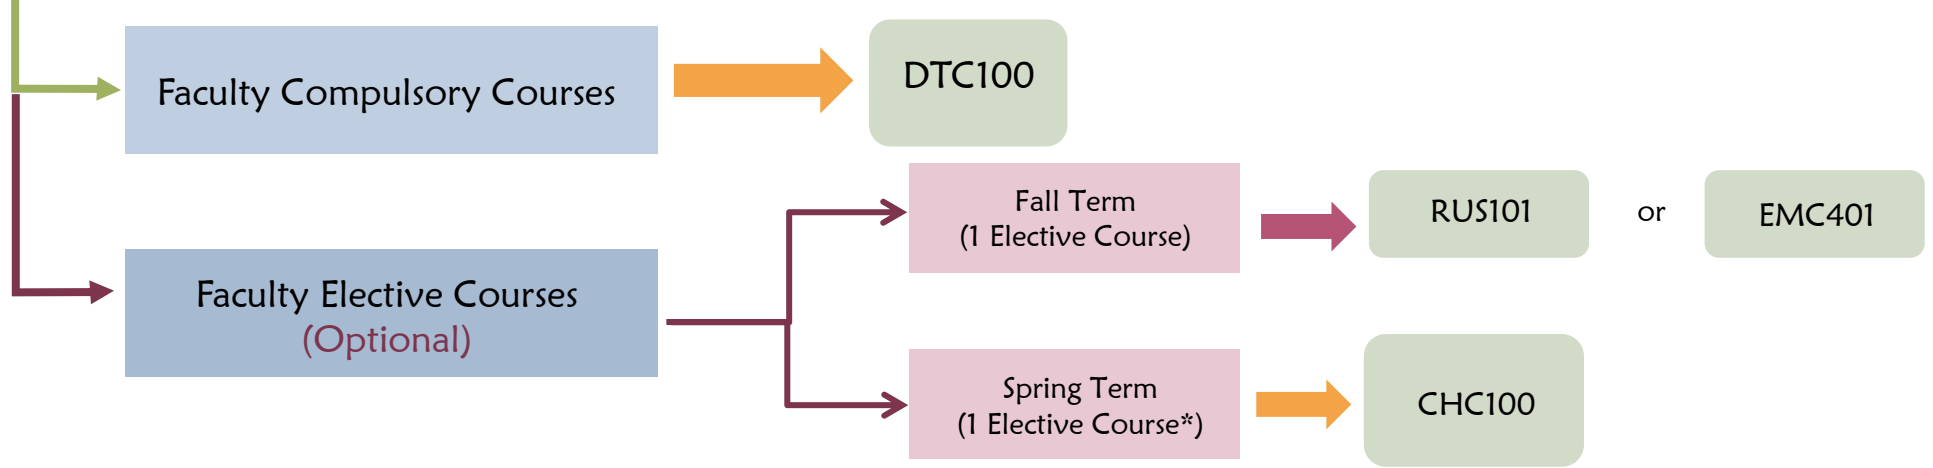 Faculty Compulsory Courses
DTC100
Faculty Elective Courses
(Optional)
Fall Term
(1 Elective Course)
RUS101
or
EMC401
Spring Term
(1 Elective Course*)
CHC100